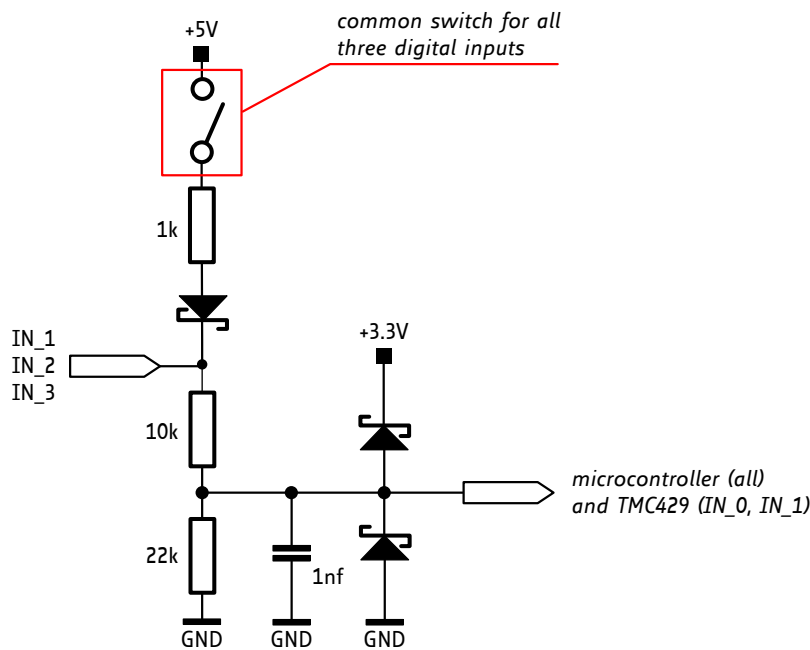 common switch for all
three digital inputs
+5V
1k
IN_1
IN_2
IN_3
+3.3V
10k
microcontroller (all)
and TMC429 (IN_0, IN_1)
22k
1nf
GND
GND
GND